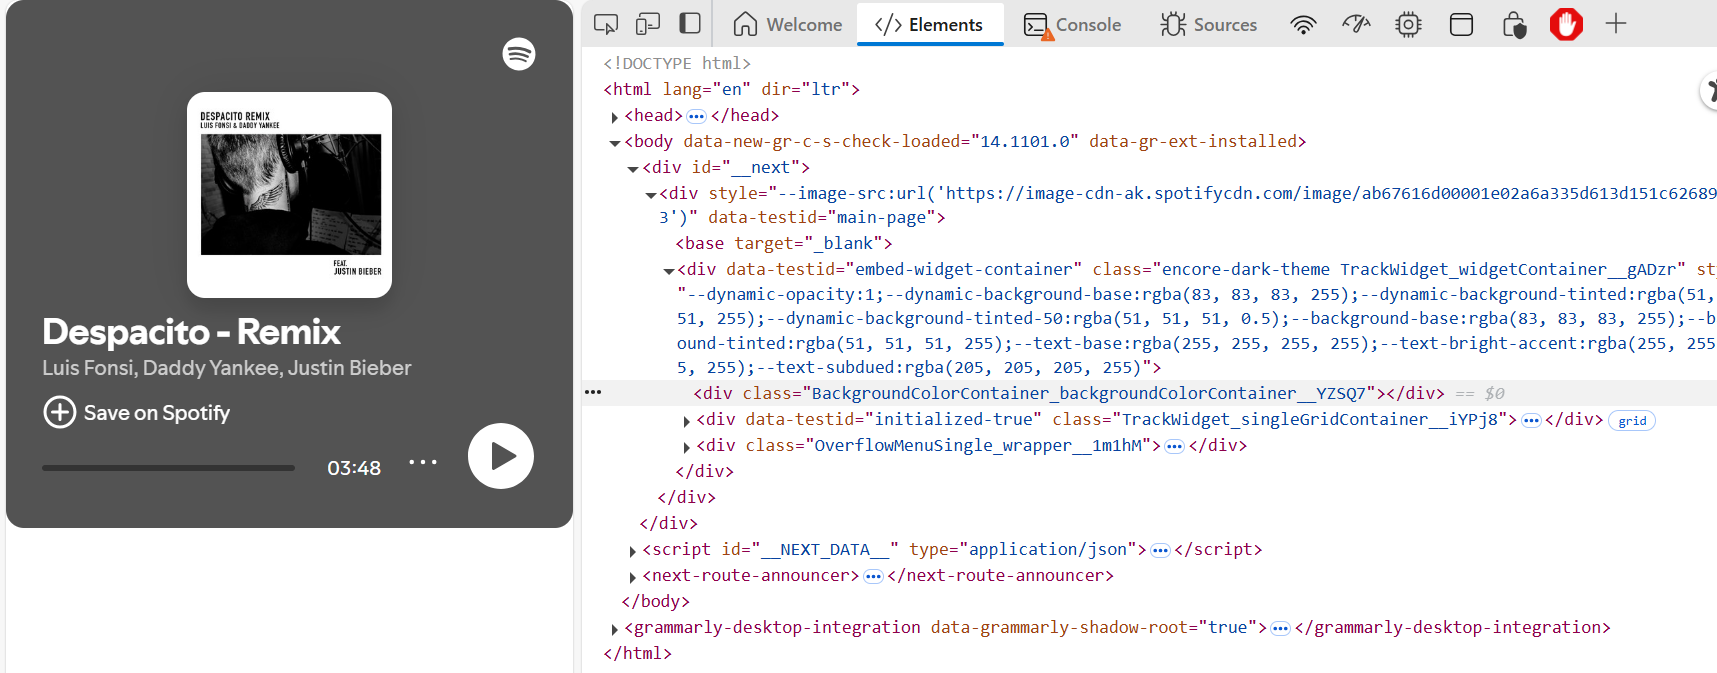 DESPACITO REMIX
LUIS FONSI & DADDY YANKEE
FEAT.
JUSTIN BIEBER
Despacito - Remix
Luis Fonsi, Daddy Yankee, Justin Bieber
Save on Spotify
03:48
Welcome
</> Elements
Console
Sources
<!DOCTYPE html>
<html lang="en" dir="ltr">
<head> ••• </head>
<body data-new-gr-c-s-check-loaded="14.1101.0" data-gr-ext-installed>
<div id="__next">
<div style="--image-src:url('https://image-cdn-ak.spotifycdn.com/image/ab67616d00001e02a6a335d613d151c62689
3')" data-testid="main-page">
<base target="_blank">
<div data-testid="embed-widget-container" class="encore-dark-theme TrackWidget_widgetContainer__gADzr" st
"--dynamic-opacity:1;--dynamic-background-base:rgba(83, 83, 83, 255);--dynamic-background-tinted:rgba(51,
51, 255);--dynamic-background-tinted-50:rgba(51, 51, 51, 0.5);--background-base:rgba(83, 83, 83, 255);--b
ound-tinted:rgba(51, 51, 51, 255);--text-base:rgba(255, 255, 255, 255);--text-bright-accent:rgba(255, 255
5, 255);--text-subdued:rgba(205, 205, 205, 255)">
••• <div class="BackgroundColorContainer_backgroundColorContainer__YZSQ7"></div> == $0
<div data-testid="initialized-true" class="TrackWidget_singleGridContainer__iYPj8"> ••• </div> grid
<div class="OverflowMenuSingle_wrapper__1m1hM"> ••• </div>
</div>
</div>
</div>
<script id="__NEXT_DATA__" type="application/json"> ••• </script>
<next-route-announcer> ••• </next-route-announcer>
</body>
<grammarly-desktop-integration data-grammarly-shadow-root="true"> ••• </grammarly-desktop-integration>
</html>